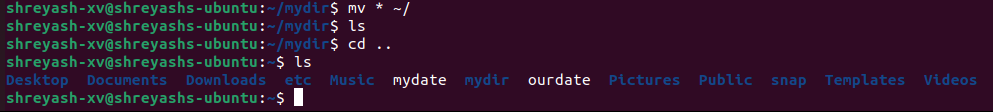 shreyash-xv@shreyashs-ubuntu:~/mydir$ mv * ~/
shreyash-xv@shreyashs-ubuntu:~/mydir$ ls
shreyash-xv@shreyashs-ubuntu:~/mydir$ cd ..
shreyash-xv@shreyashs-ubuntu:~$ ls
Desktop  Documents  Downloads  etc  Music  mydate  mydir  ourdate  Pictures  Public  snap  Templates  Videos
shreyash-xv@shreyashs-ubuntu:~$